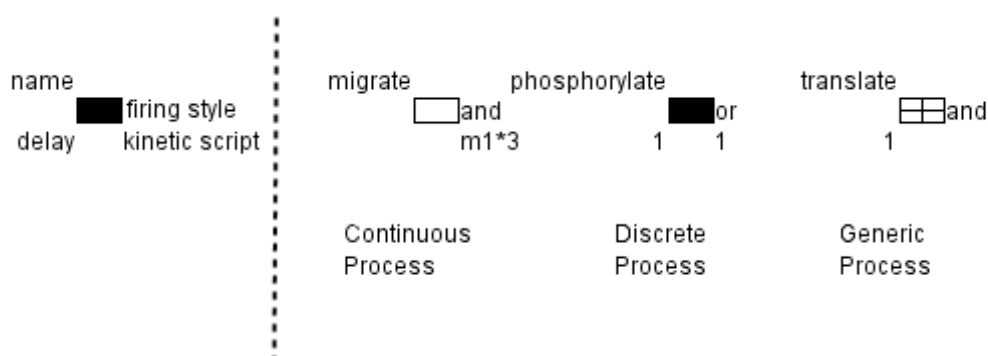 name
firing style
delay kinetic script
migrate
and
m1*3
phosphorylate
or
1 1
translate
and
1
Continuous
Process
Discrete
Process
Generic
Process